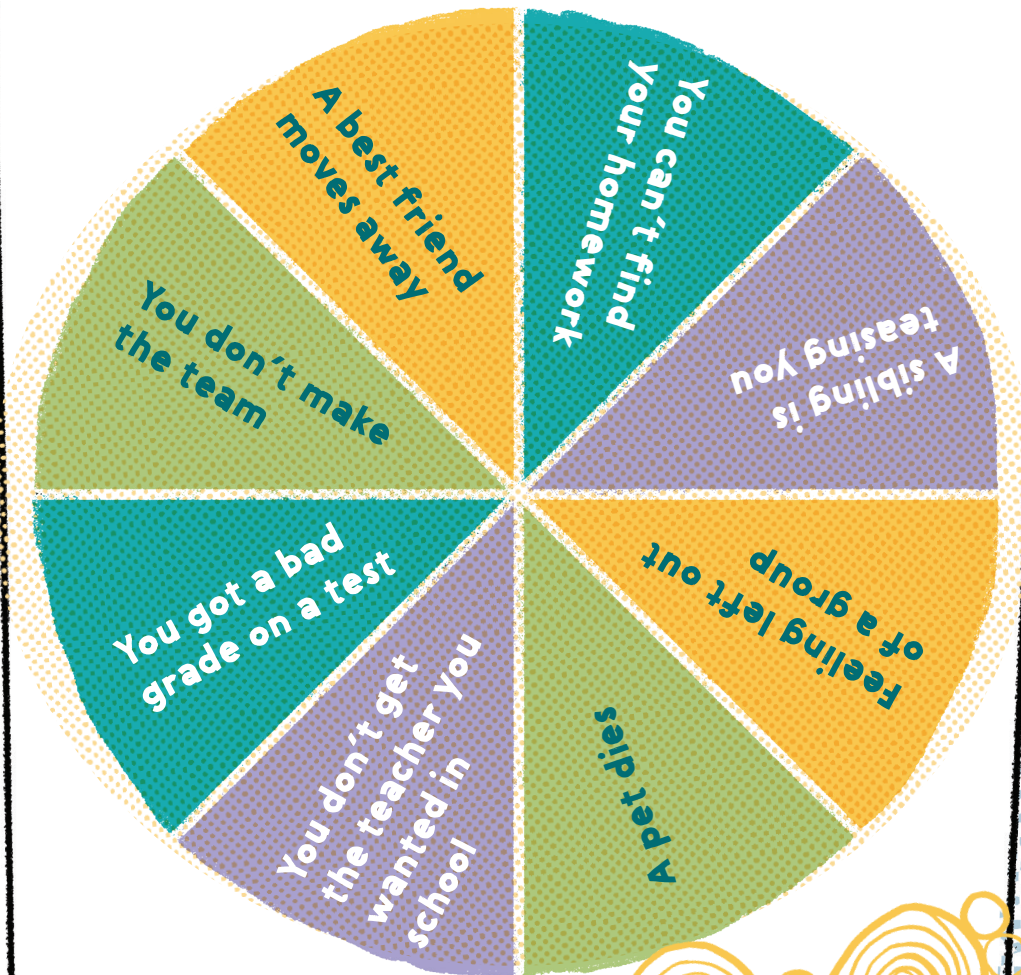 You can't find
your homework
A sibling is
teasing you
Feeling left out
of a group
A pet dies
You don't get
the teacher you
wanted in
school
You got a bad
grade on a test
You don't make
the team
A best friend
moves away